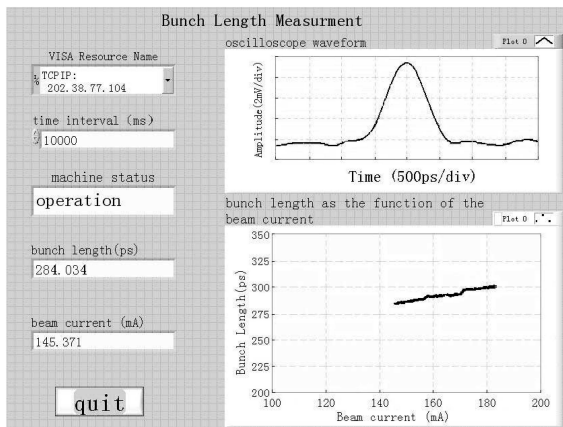 Bunch Length Measurment
VISA Resource Name
TCPIP:
202.38.77.104
time interval (ms)
10000
machine status
operation
bunch length(ps)
284.034
beam current (mA)
145.371
quit
oscilloscope waveform
Plot 0
Amplitude(2mV/div)
Time (500ps/div)
bunch length as the function of the
beam current
Plot 0
Bunch Length(ps)
350
325
300
275
250
225
200
100
120
140
160
180
200
Beam current (mA)